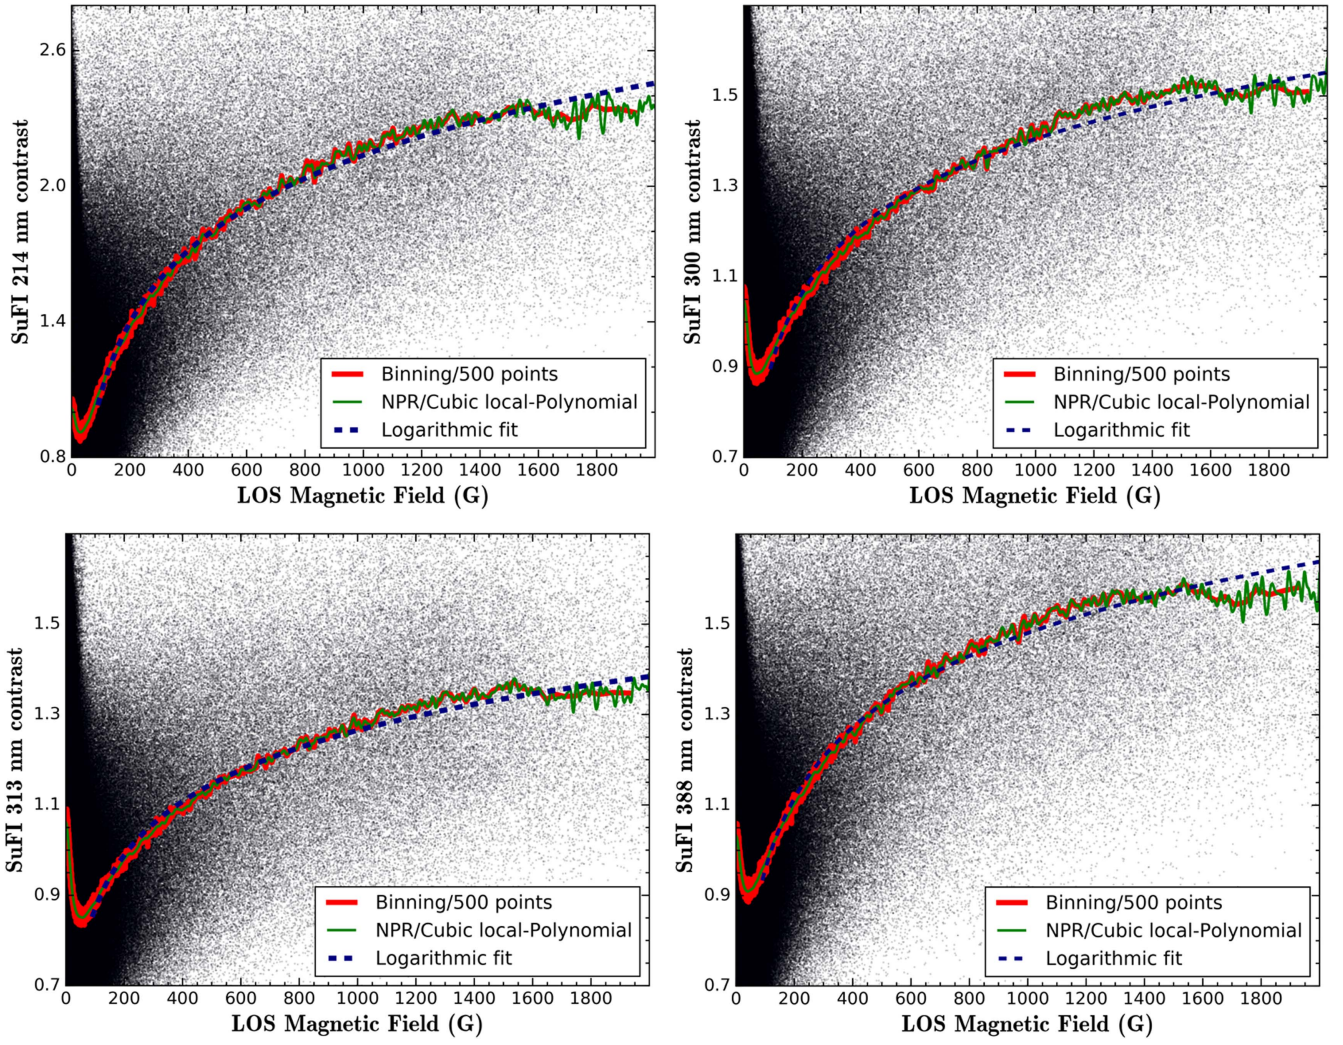 SuFI 214 nm contrast
2.6
2.0
1.4
0.8
Binning/500 points
NPR/Cubic local-Polynomial
Logarithmic fit
0 200 400 600 800 1000 1200 1400 1600 1800
LOS Magnetic Field (G)
SuFI 300 nm contrast
1.5
1.3
1.1
0.9
0.7
Binning/500 points
NPR/Cubic local-Polynomial
Logarithmic fit
0 200 400 600 800 1000 1200 1400 1600 1800
LOS Magnetic Field (G)
SuFI 313 nm contrast
1.5
1.3
1.1
0.9
0.7
Binning/500 points
NPR/Cubic local-Polynomial
Logarithmic fit
0 200 400 600 800 1000 1200 1400 1600 1800
LOS Magnetic Field (G)
SuFI 388 nm contrast
1.5
1.3
1.1
0.9
0.7
Binning/500 points
NPR/Cubic local-Polynomial
Logarithmic fit
0 200 400 600 800 1000 1200 1400 1600 1800
LOS Magnetic Field (G)